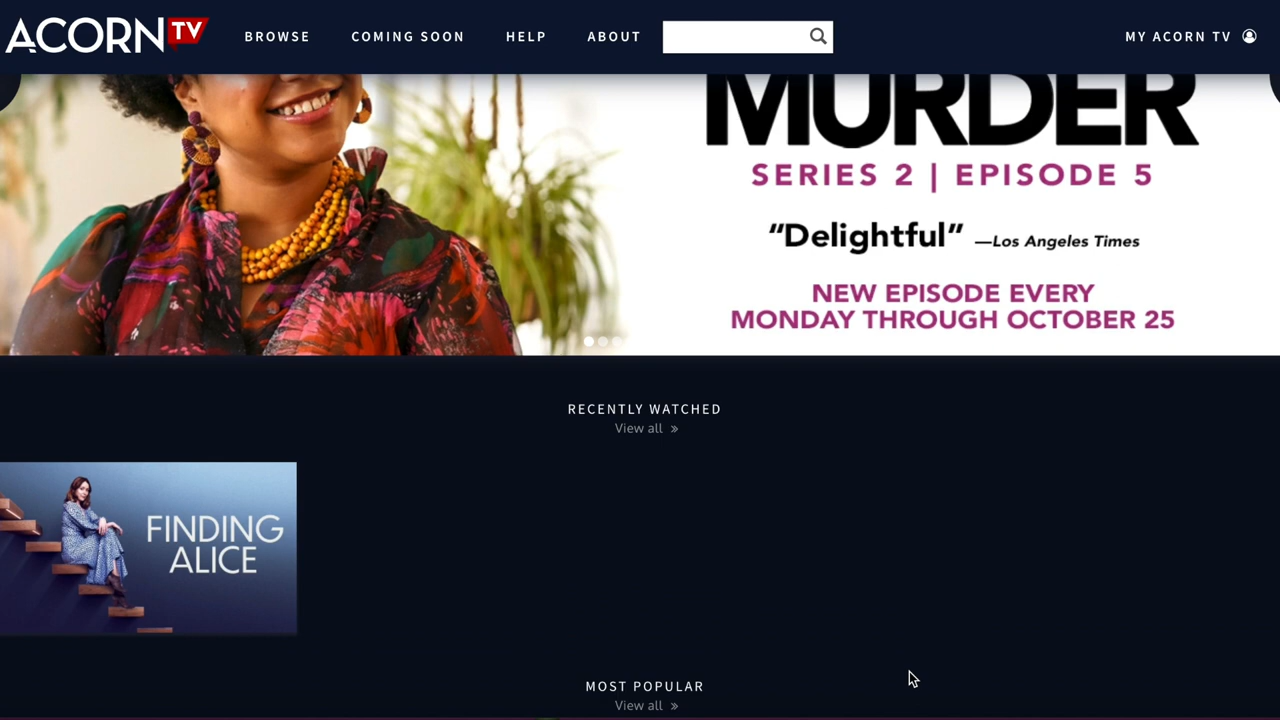 ACORN TV
BROWSE
COMING SOON
HELP
ABOUT
MY ACORN TV
MURDER
SERIES 2 | EPISODE 5
"Delightful" —Los Angeles Times
NEW EPISODE EVERY
MONDAY THROUGH OCTOBER 25
RECENTLY WATCHED
View all »
FINDING
ALICE
MOST POPULAR
View all »